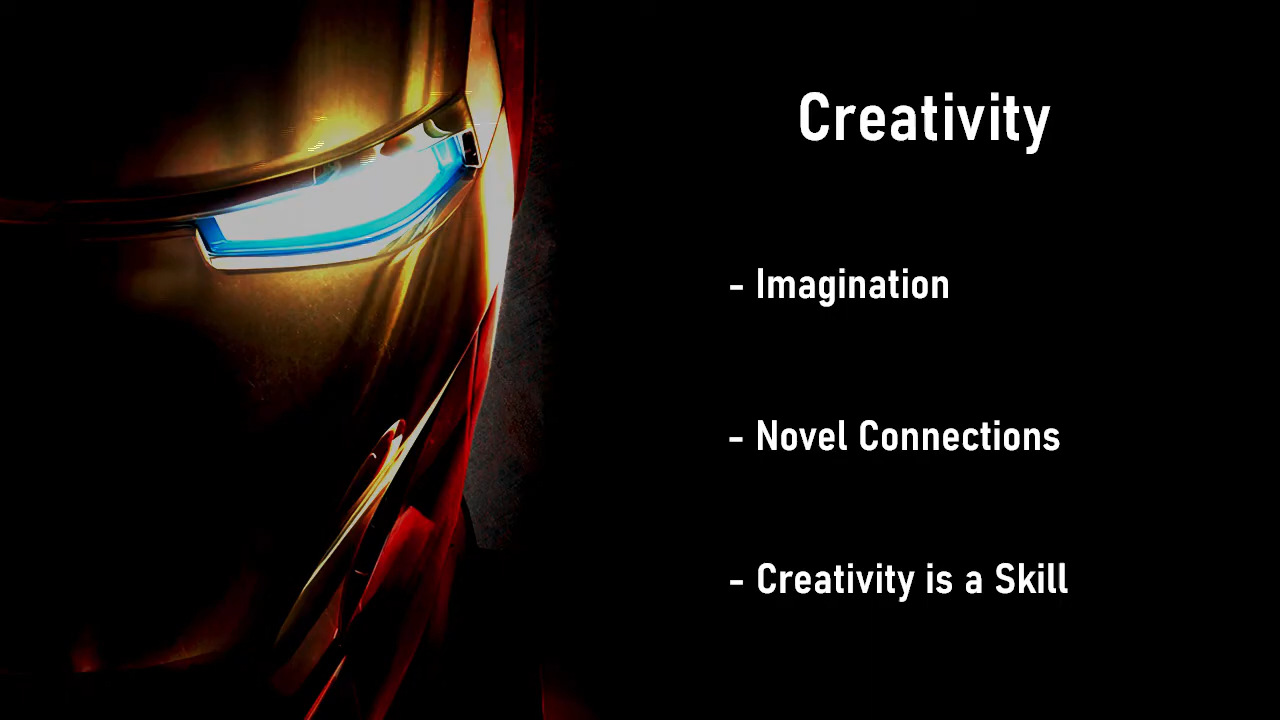 Creativity
- Imagination
- Novel Connections
- Creativity is a Skill